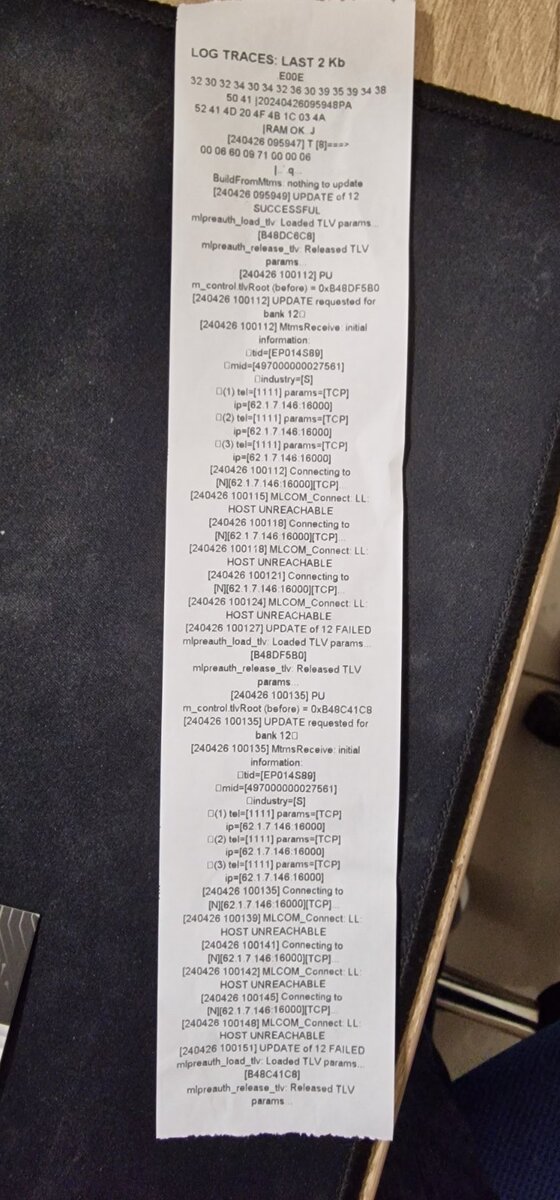 LOG TRACES: LAST 2 Kb
E00E
32 30 32 34 30 34 32 36 30 39 35 39 34 38
50 41 |20240426095948PA
52 41 4D 20 4F 4B 1C 03 4A
|RAM OK..J
[240426 095947] T [8]====>
00 06 60 09 71 00 00 06
|..`.q...
BuildFromMtms: nothing to update
[240426 095949] UPDATE of 12
SUCCESSFUL
mlpreauth_load_tlv: Loaded TLV params...
[B48DC6C8]
mlpreauth_release_tlv: Released TLV
params...
[240426 100112] PU
m_control.tlvRoot (before) = 0xB48DF5B0
[240426 100112] UPDATE requested for
bank 12□
[240426 100112] MtmsReceive: initial
information:
□tid=[EP014S89]
□mid=[497000000027561]
□industry=[S]
□(1) tel=[1111] params=[TCP]
ip=[62.1.7.146:16000]
□(2) tel=[1111] params=[TCP]
ip=[62.1.7.146:16000]
□(3) tel=[1111] params=[TCP]
ip=[62.1.7.146:16000]
[240426 100112] Connecting to
[N][62.1.7.146:16000][TCP]...
[240426 100115] MLCOM_Connect: LL:
HOST UNREACHABLE
[240426 100118] Connecting to
[N][62.1.7.146:16000][TCP]...
[240426 100118] MLCOM_Connect: LL:
HOST UNREACHABLE
[240426 100121] Connecting to
[N][62.1.7.146:16000][TCP]...
[240426 100124] MLCOM_Connect: LL:
HOST UNREACHABLE
[240426 100127] UPDATE of 12 FAILED
mlpreauth_load_tlv: Loaded TLV params...
[B48DF5B0]
mlpreauth_release_tlv: Released TLV
params...
[240426 100135] PU
m_control.tlvRoot (before) = 0xB48C41C8
[240426 100135] UPDATE requested for
bank 12□
[240426 100135] MtmsReceive: initial
information:
□tid=[EP014S89]
□mid=[497000000027561]
□industry=[S]
□(1) tel=[1111] params=[TCP]
ip=[62.1.7.146:16000]
□(2) tel=[1111] params=[TCP]
ip=[62.1.7.146:16000]
□(3) tel=[1111] params=[TCP]
ip=[62.1.7.146:16000]
[240426 100135] Connecting to
[N][62.1.7.146:16000][TCP]...
[240426 100139] MLCOM_Connect: LL:
HOST UNREACHABLE
[240426 100141] Connecting to
[N][62.1.7.146:16000][TCP]...
[240426 100142] MLCOM_Connect: LL:
HOST UNREACHABLE
[240426 100145] Connecting to
[N][62.1.7.146:16000][TCP]...
[240426 100148] MLCOM_Connect: LL:
HOST UNREACHABLE
[240426 100151] UPDATE of 12 FAILED
mlpreauth_load_tlv: Loaded TLV params...
[B48C41C8]
mlpreauth_release_tlv: Released TLV
params...